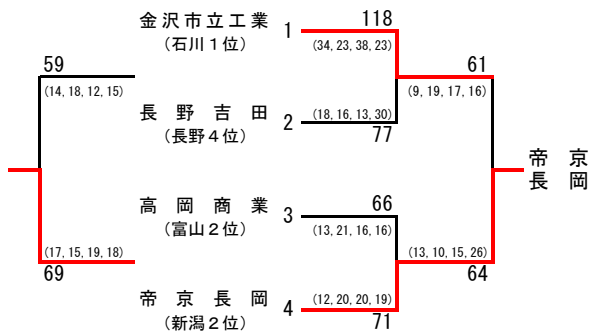 金沢市立工業 1 118
(石川１位) (34, 23, 38, 23)
59 61
(14, 18, 12, 15) (9, 19, 17, 16)
長野吉田 2 (18, 16, 13, 30)
(長野４位) 77
帝京
長岡
高岡商業 3 66
(富山２位) (13, 21, 16, 16)
(17, 15, 19, 18) (13, 10, 15, 26)
69 64
帝京長岡 4 (12, 20, 20, 19)
(新潟２位) 71